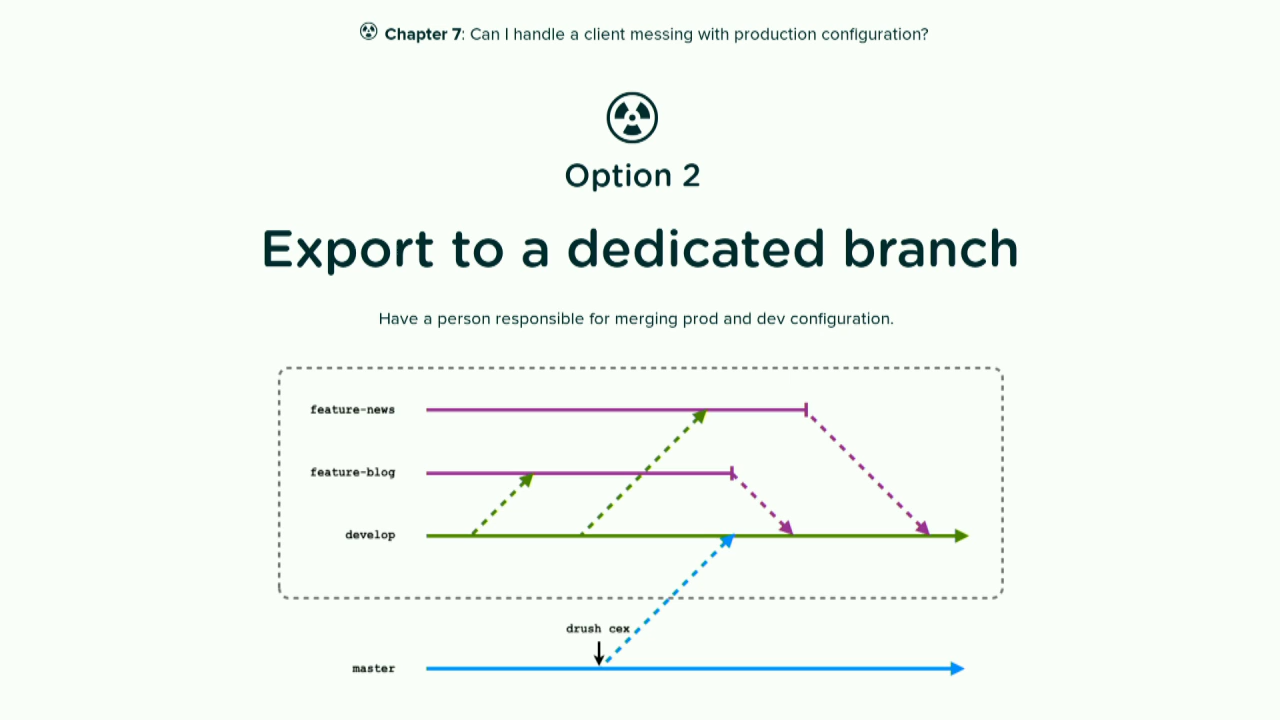 Chapter 7: Can I handle a client messing with production configuration?
Option 2
Export to a dedicated branch
Have a person responsible for merging prod and dev configuration.
feature-news
feature-blog
develop
drush cex
master